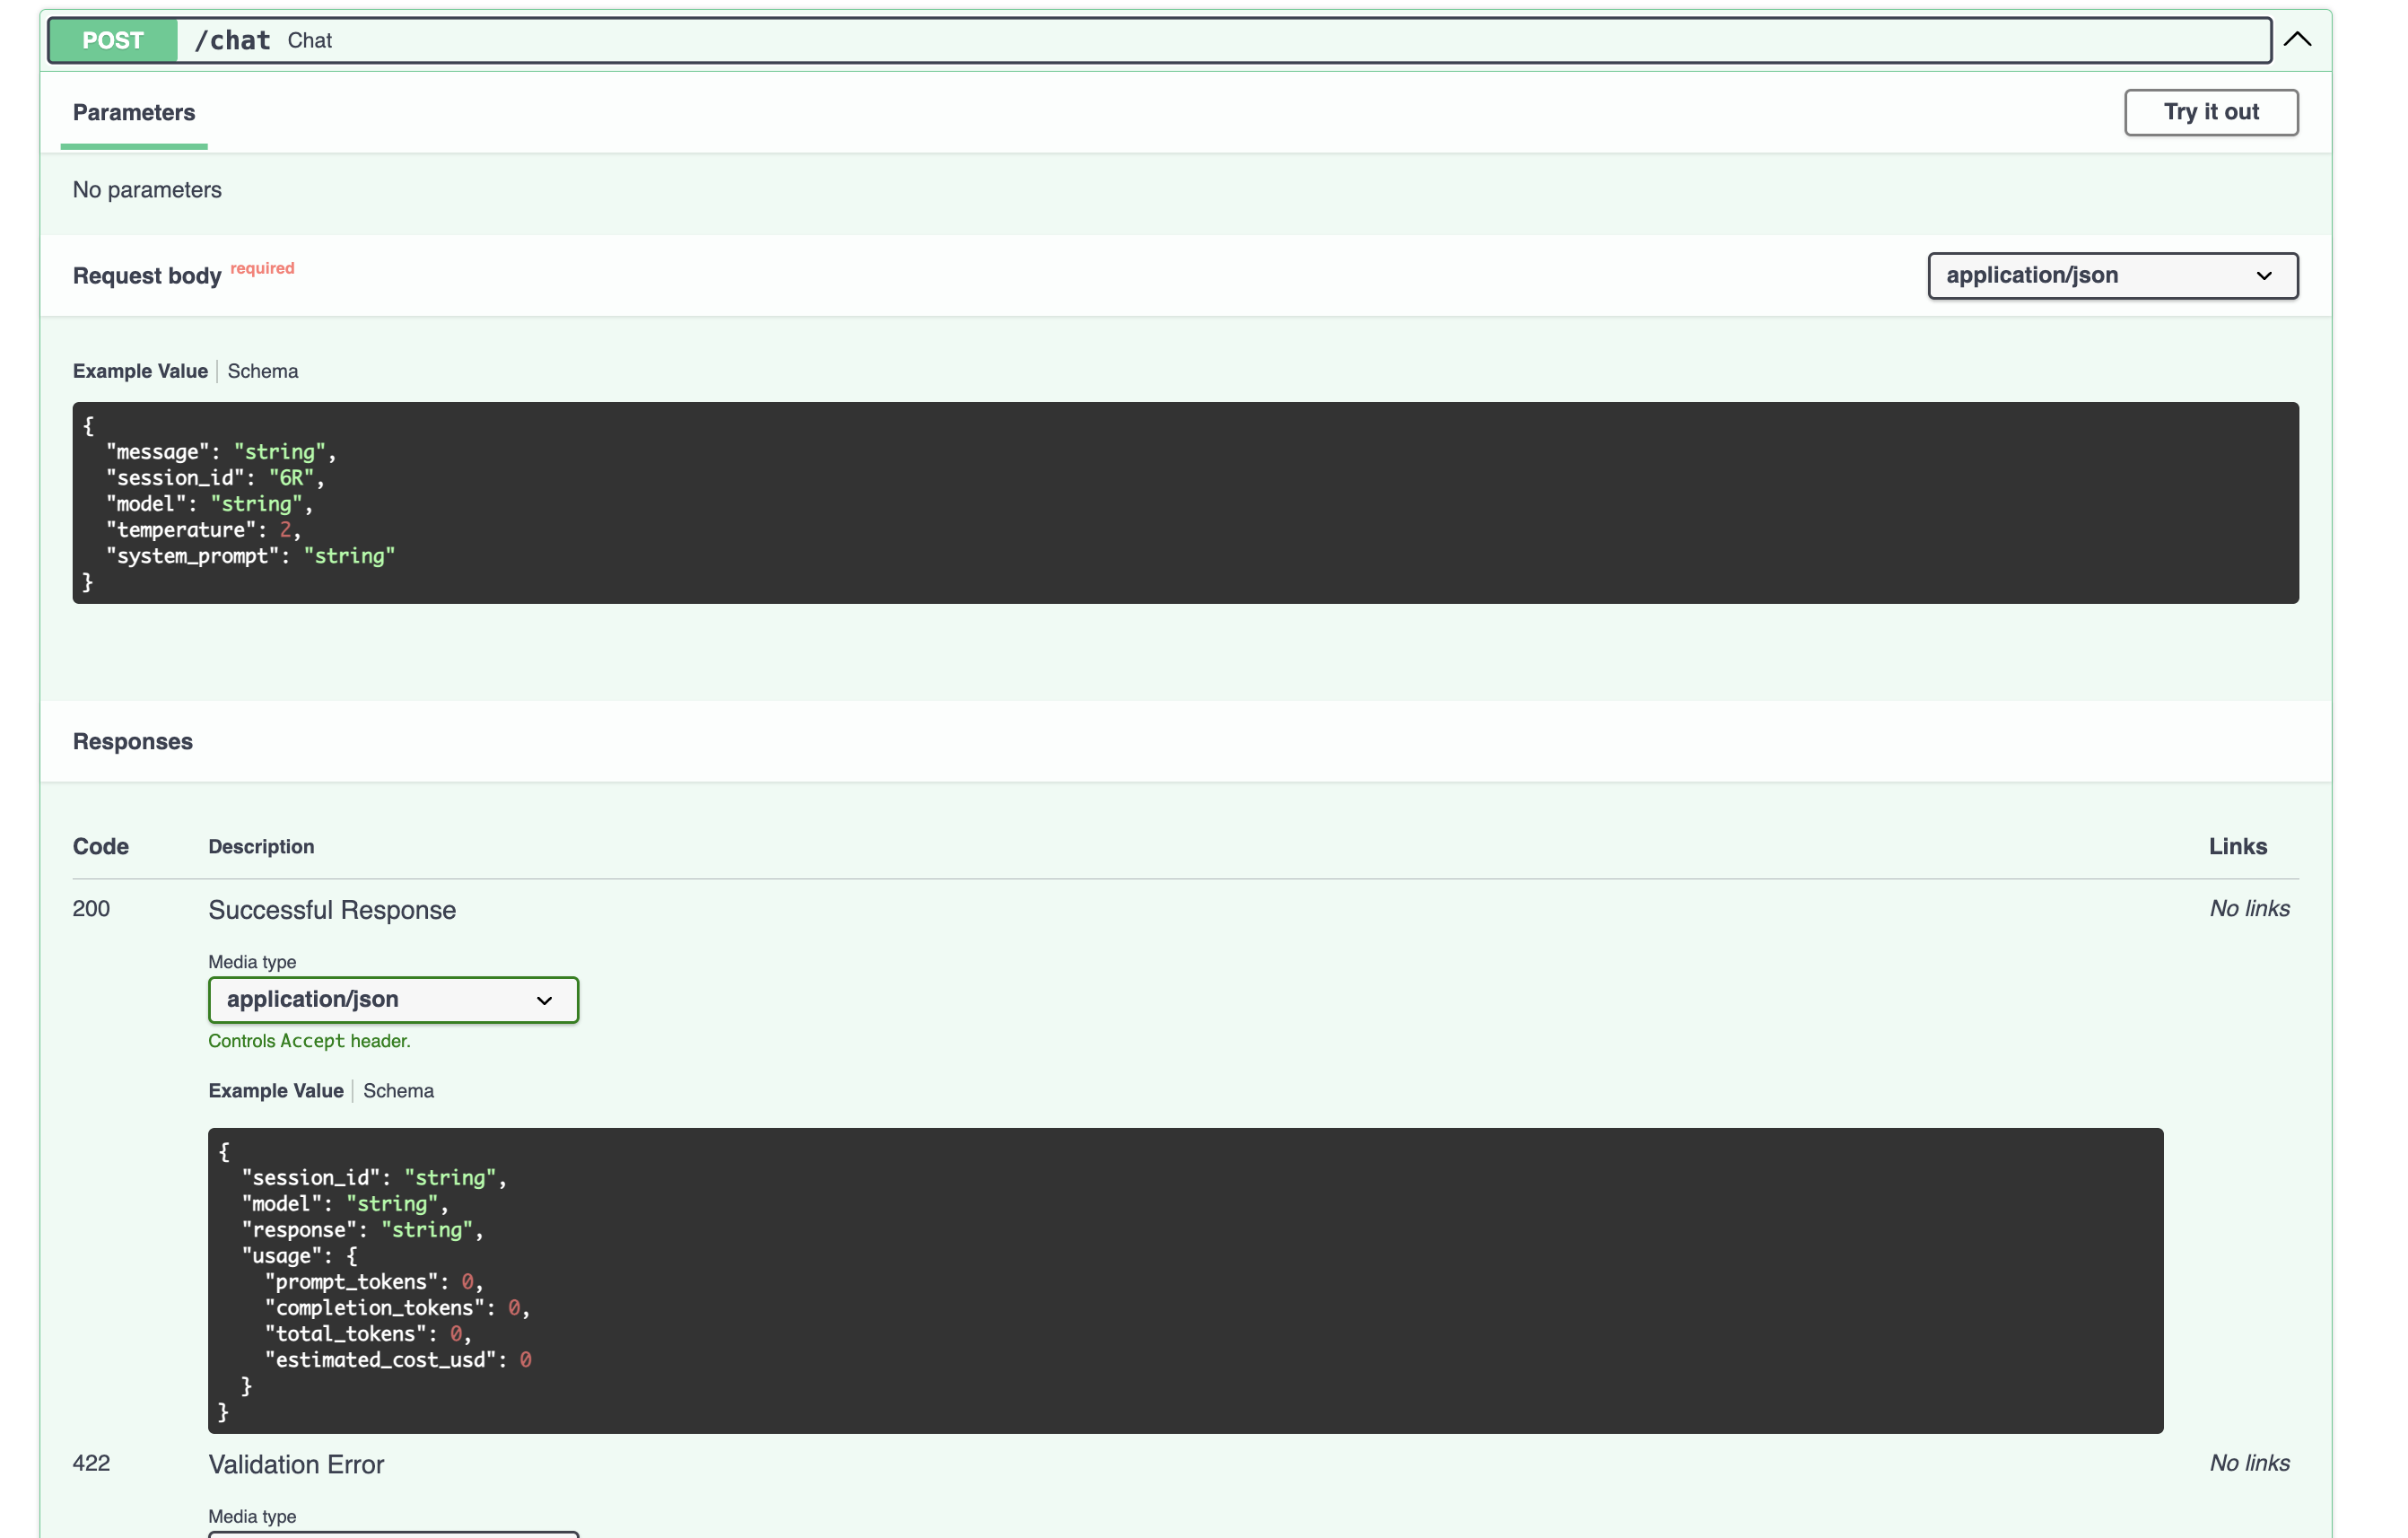 POST /chat Chat
Parameters
Try it out
No parameters
Request body required
application/json
Example Value Schema
{
  "message": "string",
  "session_id": "6R",
  "model": "string",
  "temperature": 2,
  "system_prompt": "string"
}
Responses
Code Description Links
200 Successful Response No links
Media type
application/json
Controls Accept header.
Example Value Schema
{
  "session_id": "string",
  "model": "string",
  "response": "string",
  "usage": {
    "prompt_tokens": 0,
    "completion_tokens": 0,
    "total_tokens": 0,
    "estimated_cost_usd": 0
  }
}
422 Validation Error No links
Media type